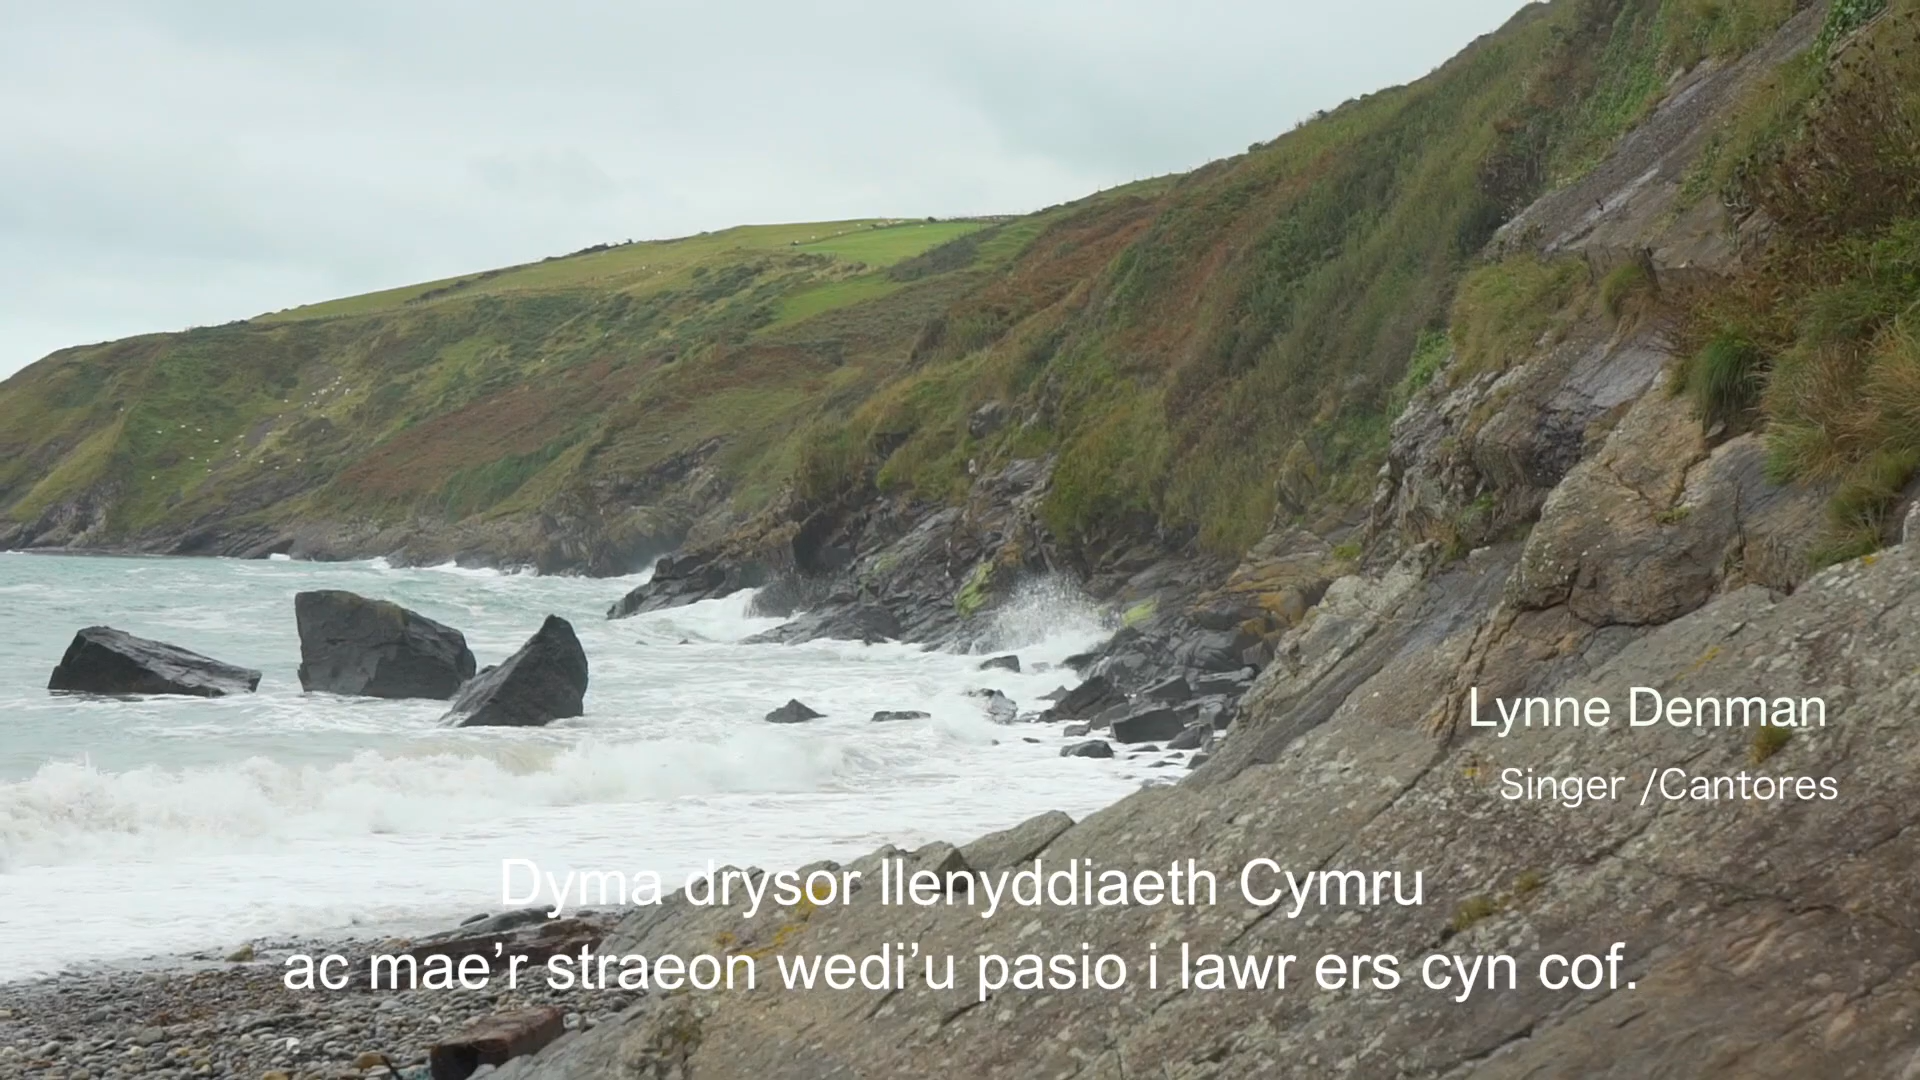 Lynne Denman
Singer /Cantores
Dyma drysor llenyddiaeth Cymru
ac mae’r straeon wedi’u pasio i lawr ers cyn cof.